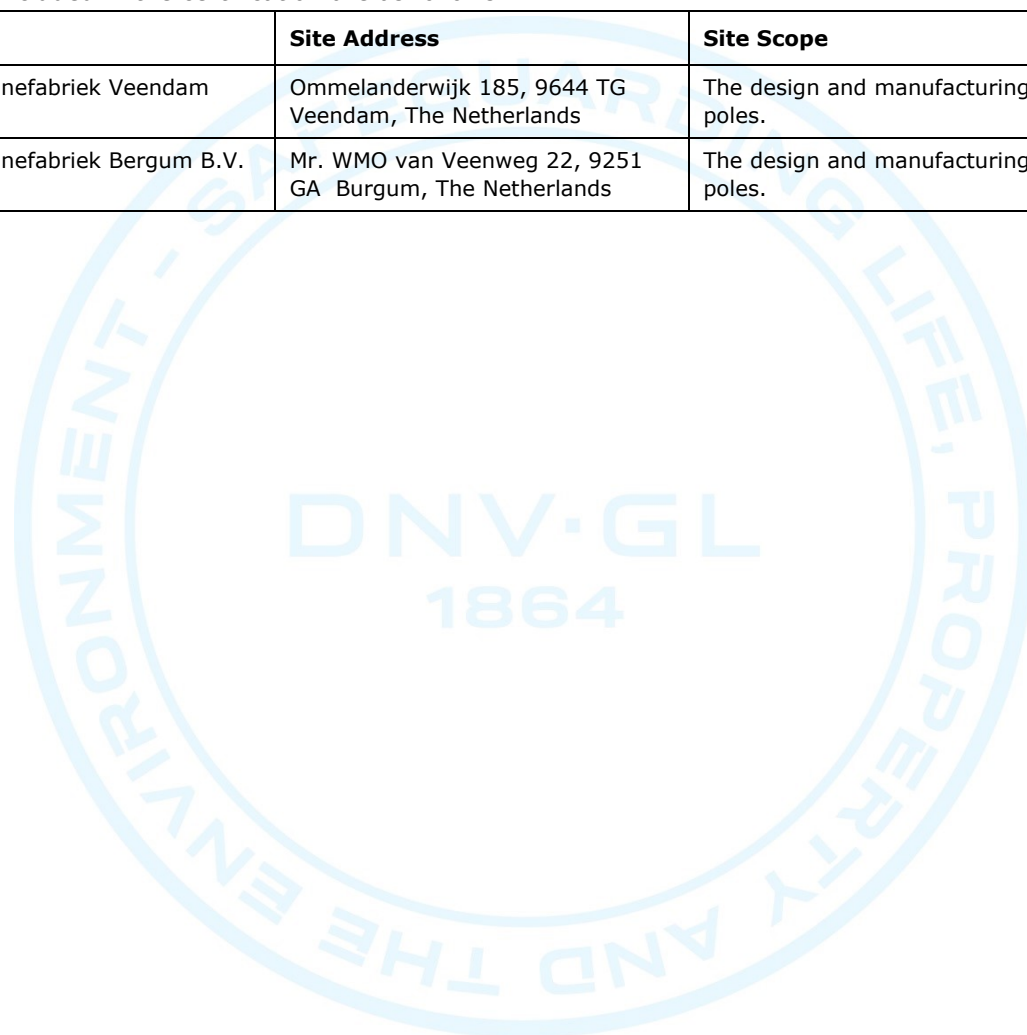 Site Address Site Scope
nefabriek Veendam Ommelanderwijk 185, 9644 TG The design and manufacturing
Veendam, The Netherlands poles.
nefabriek Bergum B.V. Mr. WMO van Veenweg 22, 9251 The design and manufacturing
GA Burgum, The Netherlands poles.
SAFEGUARDING LIFE, PROPERTY AND THE ENVIRONMENT -
DNV·GL
1864